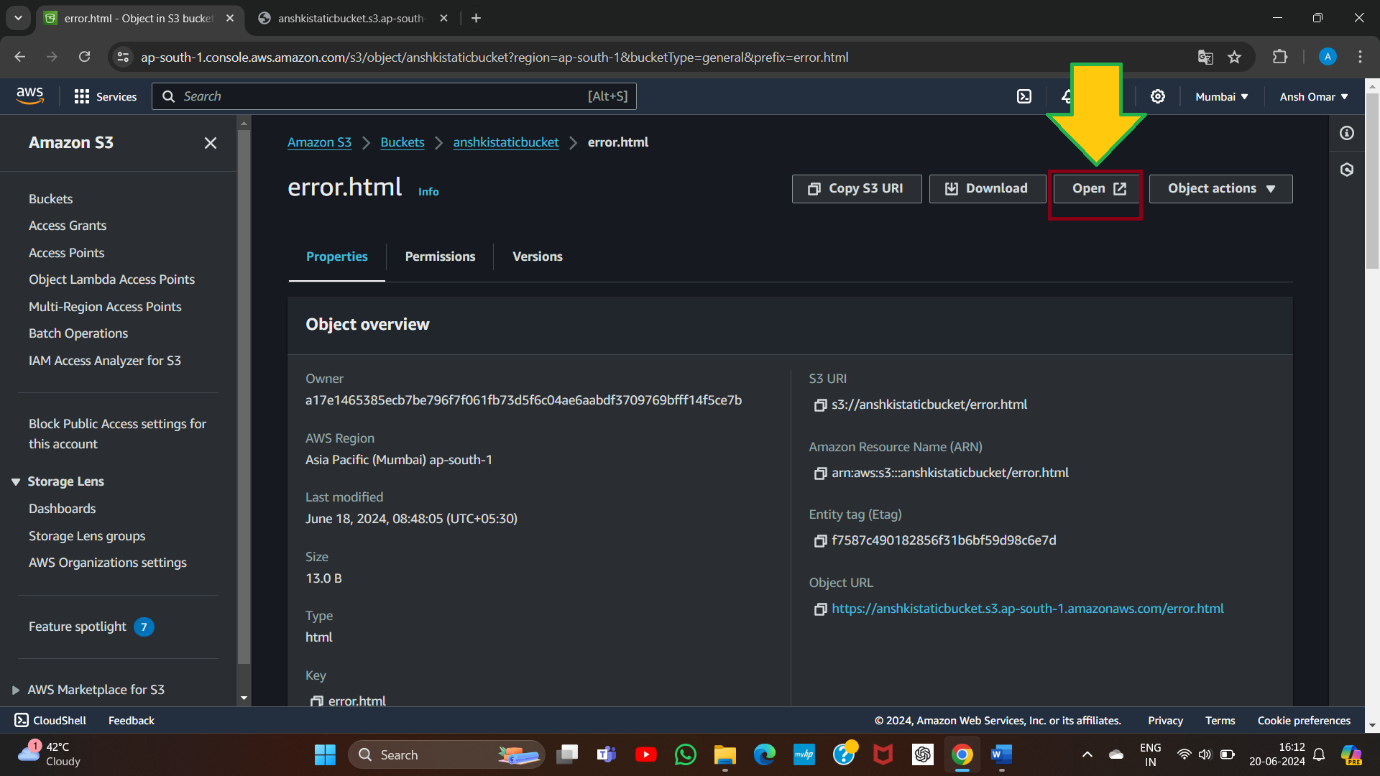 error.html - Object in S3 bucket
anshkistaticbucket.s3.ap-south-
ap-south-1.console.aws.amazon.com/s3/object/anshkistaticbucket?region=ap-south-1&bucketType=general&prefix=error.html
A
aws
Services
Search
[Alt+S]
Mumbai
Ansh Omar
Amazon S3
Buckets
Access Grants
Access Points
Object Lambda Access Points
Multi-Region Access Points
Batch Operations
IAM Access Analyzer for S3
Block Public Access settings for
this account
Storage Lens
Dashboards
Storage Lens groups
AWS Organizations settings
Feature spotlight 7
AWS Marketplace for S3
Amazon S3 > Buckets > anshkistaticbucket > error.html
error.html Info
Copy S3 URI
Download
Open
Object actions
Properties
Permissions
Versions
Object overview
Owner
a17e1465385ecb7be796f7f061fb73d5f6c04ae6aabdf3709769bfff14f5ce7b
AWS Region
Asia Pacific (Mumbai) ap-south-1
Last modified
June 18, 2024, 08:48:05 (UTC+05:30)
Size
13.0 B
Type
html
Key
error.html
S3 URI
s3://anshkistaticbucket/error.html
Amazon Resource Name (ARN)
arn:aws:s3:::anshkistaticbucket/error.html
Entity tag (Etag)
f7587c490182856f31b6bf59d98c6e7d
Object URL
https://anshkistaticbucket.s3.ap-south-1.amazonaws.com/error.html
CloudShell
Feedback
© 2024, Amazon Web Services, Inc. or its affiliates.
Privacy
Terms
Cookie preferences
1
42°C
Cloudy
Search
myhp
ENG
IN
16:12
20-06-2024
PRE